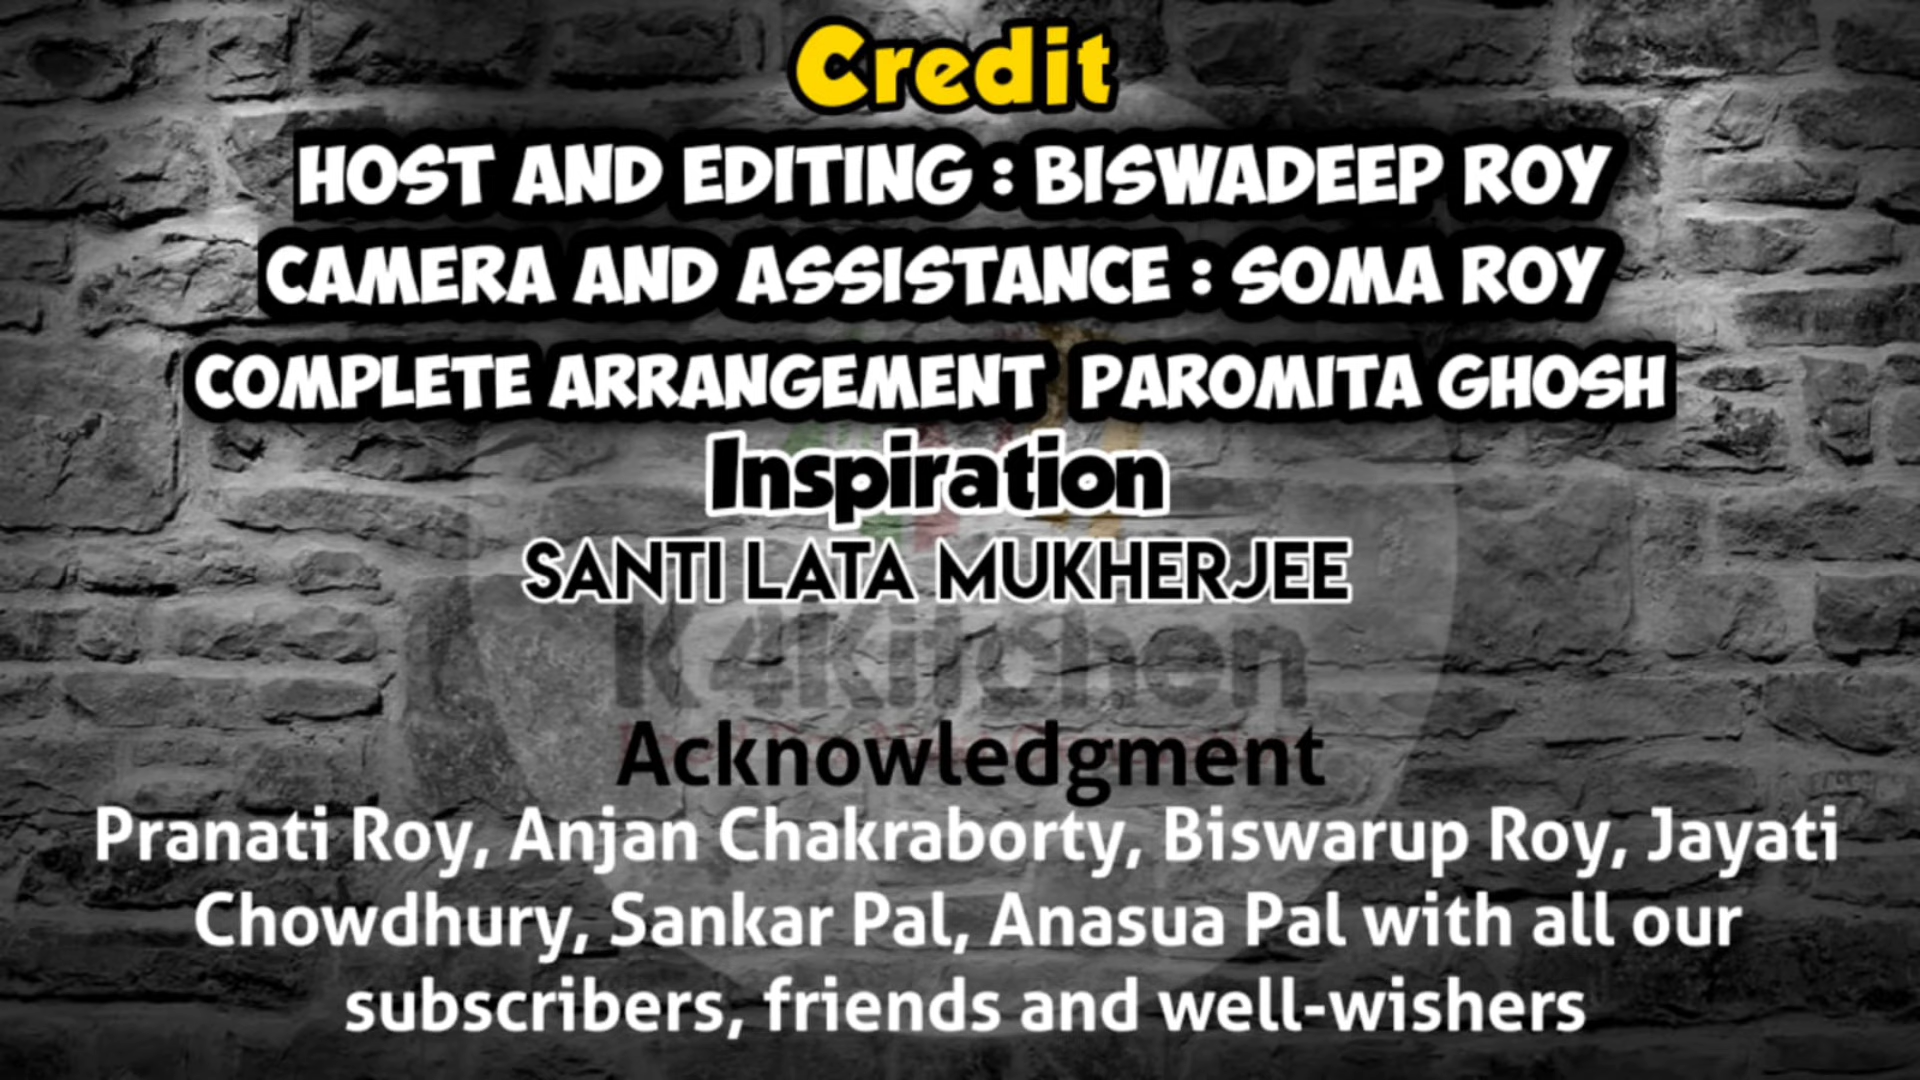 Credit
HOST AND EDITING : BISWADEEP ROY
CAMERA AND ASSISTANCE : SOMA ROY
COMPLETE ARRANGEMENT PAROMITA GHOSH
Inspiration
SANTI LATA MUKHERJEE
K4Kitchen
Acknowledgment
Pranati Roy, Anjan Chakraborty, Biswarup Roy, Jayati
Chowdhury, Sankar Pal, Anasua Pal with all our
subscribers, friends and well-wishers